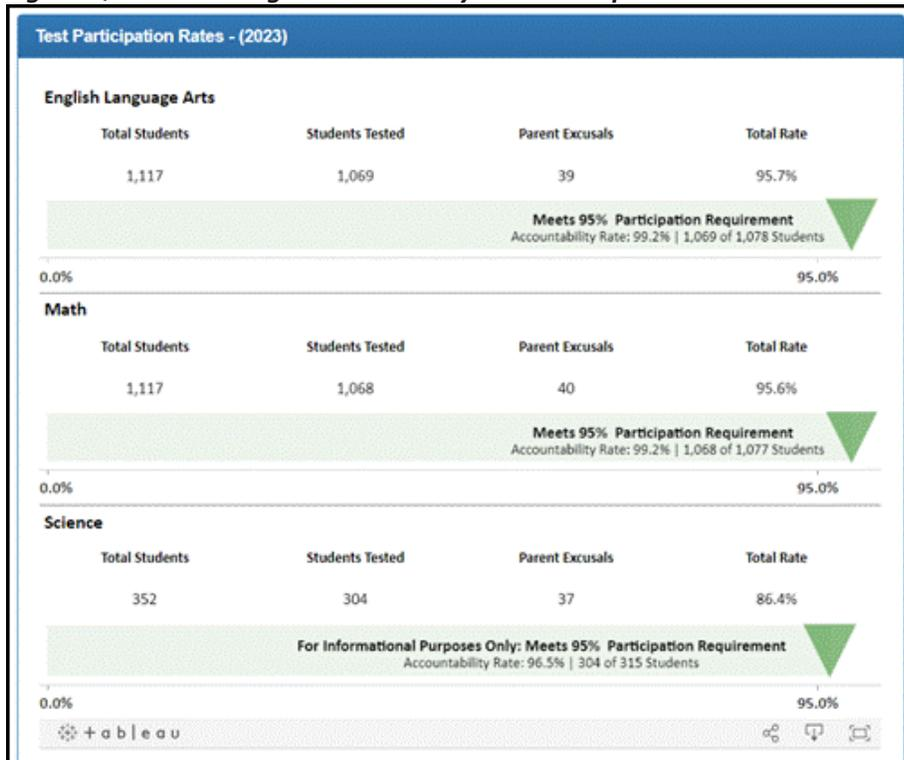 Test Participation Rates - (2023)
English Language Arts
Total Students Students Tested Parent Excusals Total Rate
1,117 1,069 39 95.7%
Meets 95% Participation Requirement
Accountability Rate: 99.2% | 1,069 of 1,078 Students
0.0% 95.0%
Math
Total Students Students Tested Parent Excusals Total Rate
1,117 1,068 40 95.6%
Meets 95% Participation Requirement
Accountability Rate: 99.2% | 1,068 of 1,077 Students
0.0% 95.0%
Science
Total Students Students Tested Parent Excusals Total Rate
352 304 37 86.4%
For Informational Purposes Only: Meets 95% Participation Requirement
Accountability Rate: 96.5% | 304 of 315 Students
0.0% 95.0%
+ableau